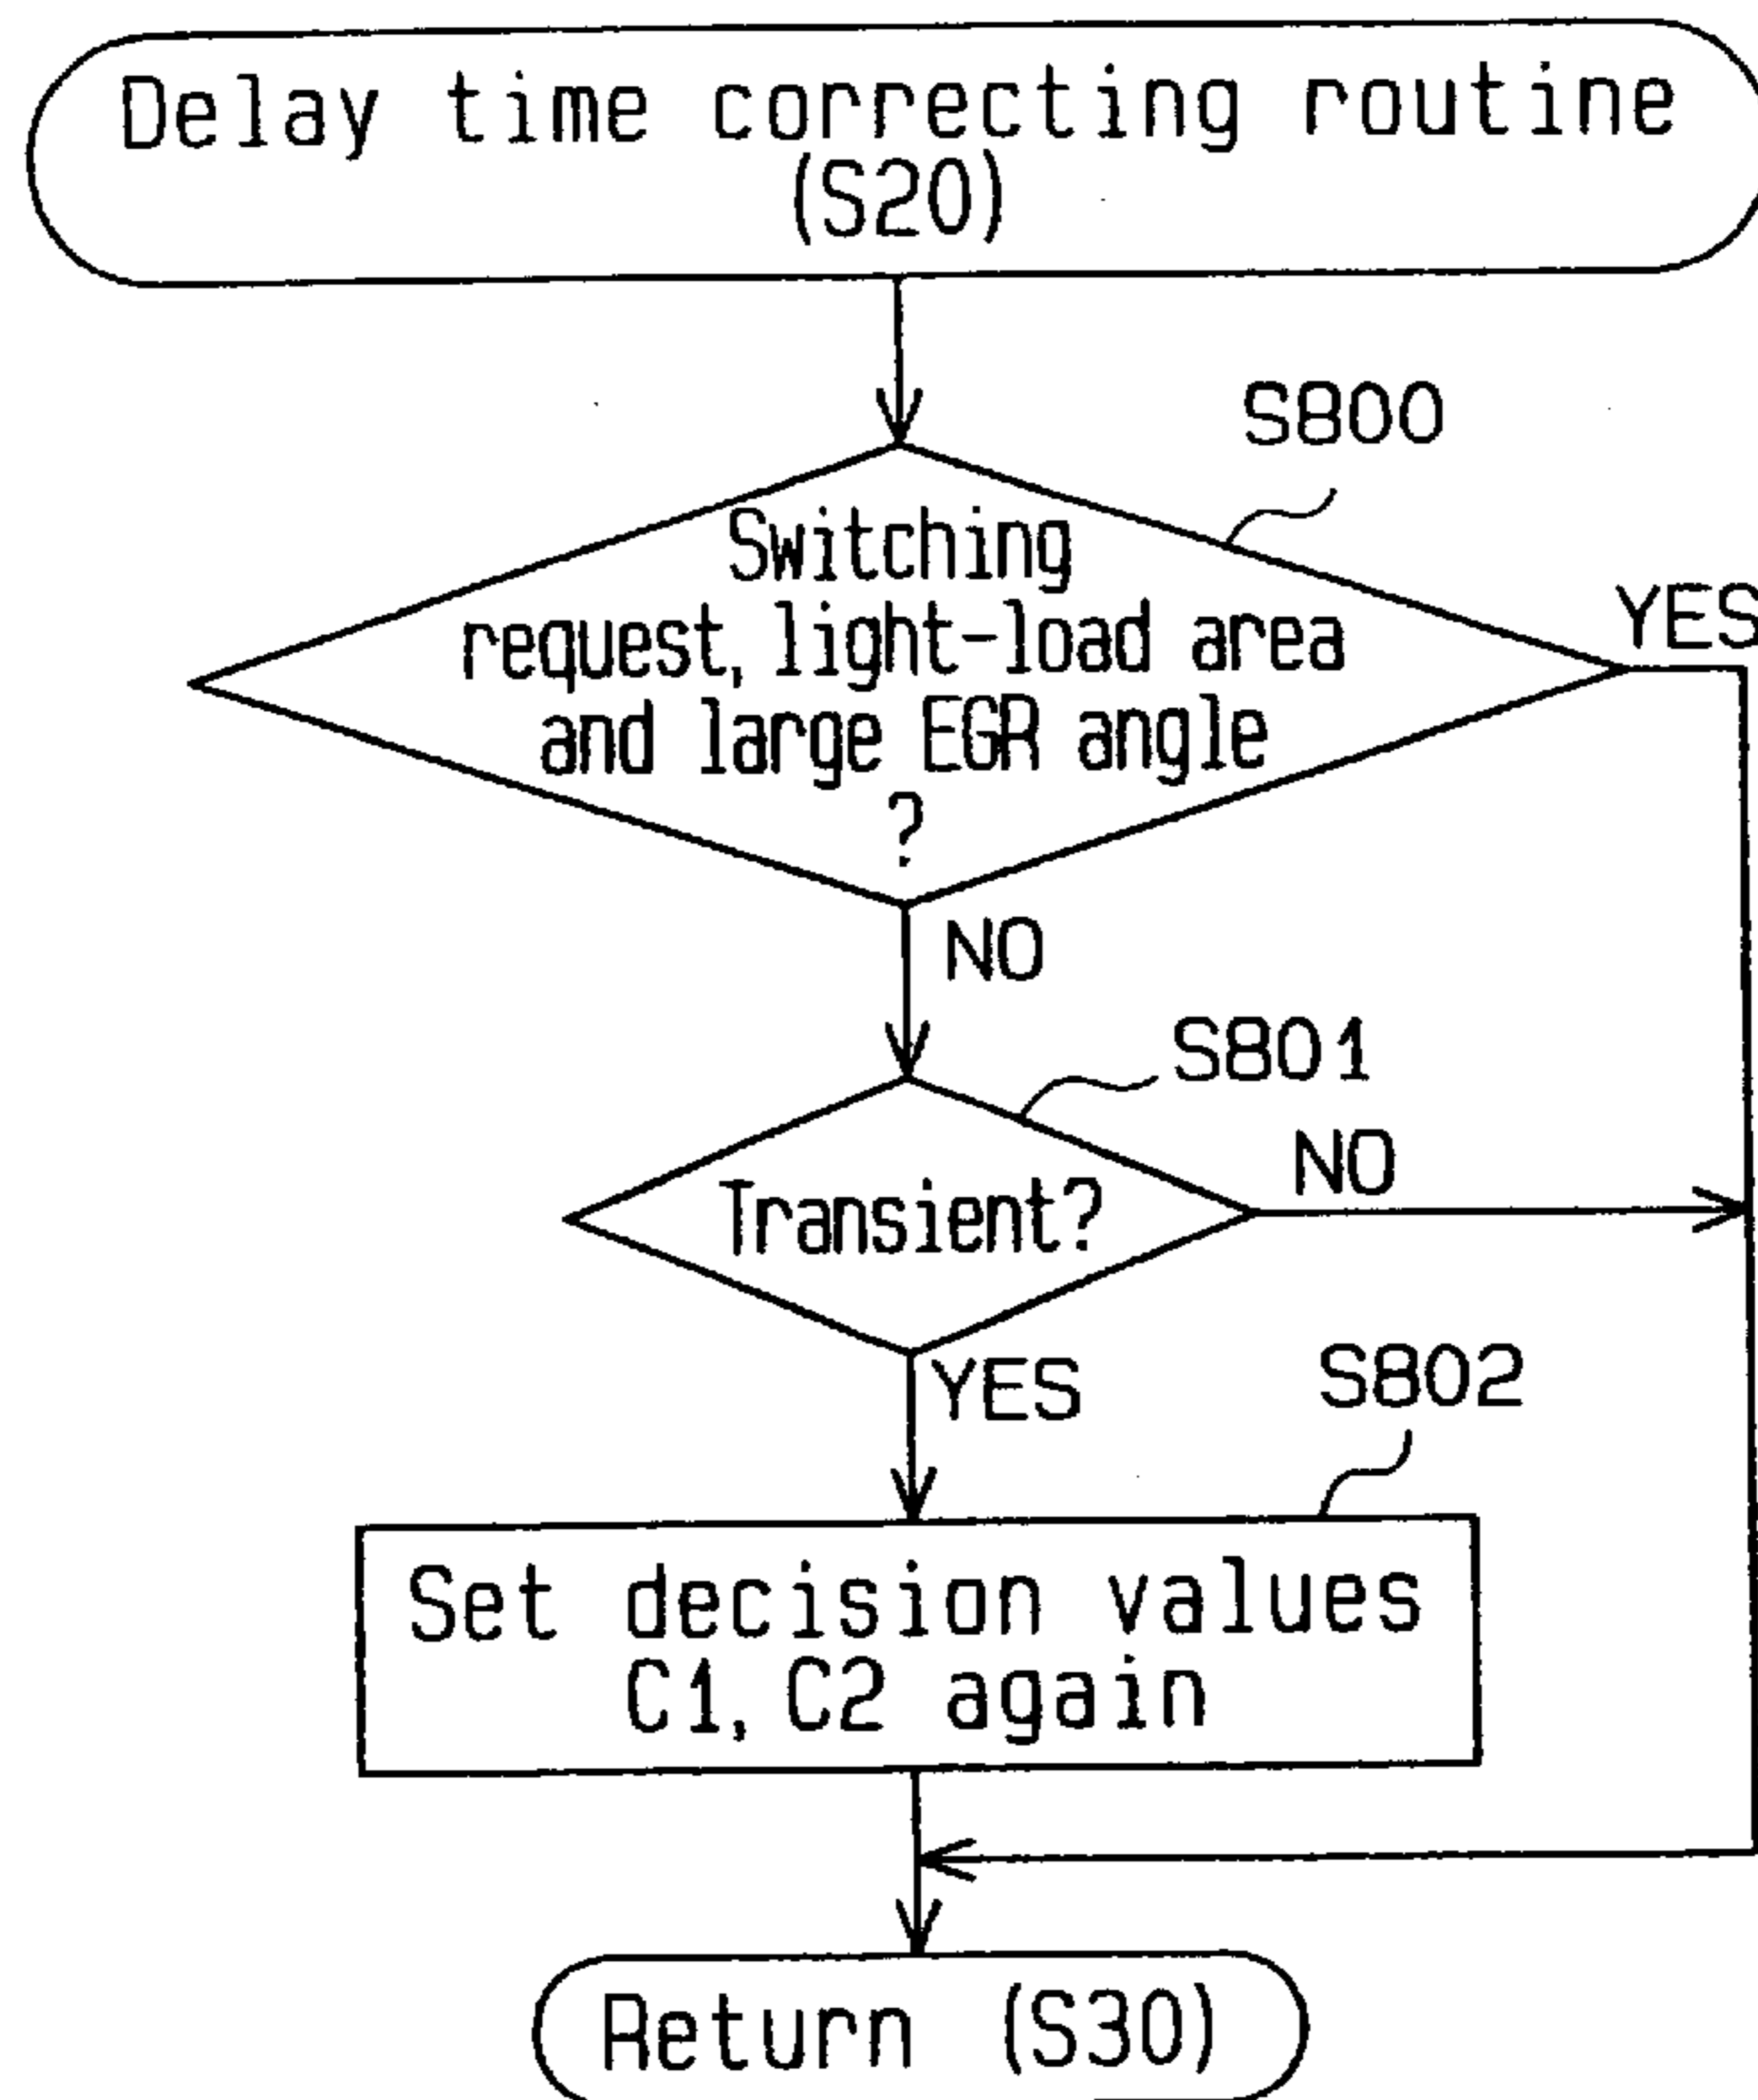 Delay time correcting routine
(S20)
S800
Switching
request, light-load area
and large EGR angle
?
YES
NO
S801
Transient?
NO
YES
S802
Set decision values
C1, C2 again
Return (S30)